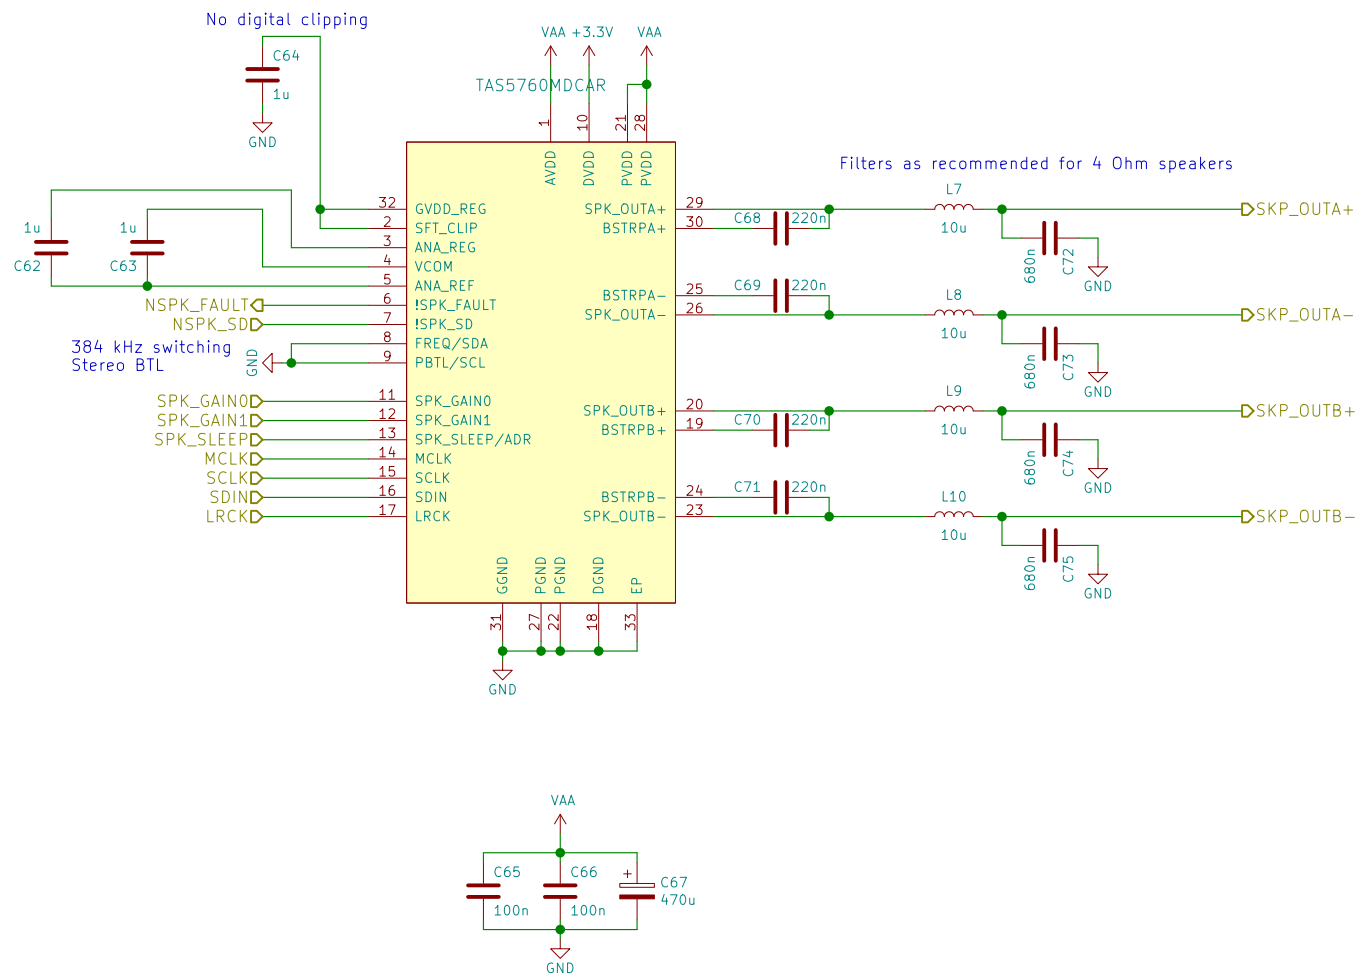 No digital clipping
VAA
+3.3V
VAA
C64
1u
GND
TAS5760MDCAR
1
10
21
28
AVDD
DVDD
PVDD
PVDD
Filters as recommended for 4 Ohm speakers
32 GVDD_REG
2 SFT_CLIP
3 ANA_REG
4 VCOM
5 ANA_REF
6 !SPK_FAULT
7 !SPK_SD
8 FREQ/SDA
9 PBTL/SCL
11 SPK_GAIN0
12 SPK_GAIN1
13 SPK_SLEEP/ADR
14 MCLK
15 SCLK
16 SDIN
17 LRCK
1u
C62
1u
C63
NSPK_FAULT
NSPK_SD
384 kHz switching
Stereo BTL
GND
SPK_GAIN0
SPK_GAIN1
SPK_SLEEP
MCLK
SCLK
SDIN
LRCK
SPK_OUTA+ 29
BSTRPA+ 30
BSTRPA- 25
SPK_OUTA- 26
SPK_OUTB+ 20
BSTRPB+ 19
BSTRPB- 24
SPK_OUTB- 23
C68 220n
L7
10u
680n
C72
GND
SKP_OUTA+
C69 220n
L8
10u
680n
C73
GND
SKP_OUTA-
C70 220n
L9
10u
680n
C74
GND
SKP_OUTB+
C71 220n
L10
10u
680n
C75
GND
SKP_OUTB-
GGND
PGND
PGND
DGND
EP
31
27
22
18
33
GND
VAA
C65
100n
C66
100n
+
C67
470u
GND